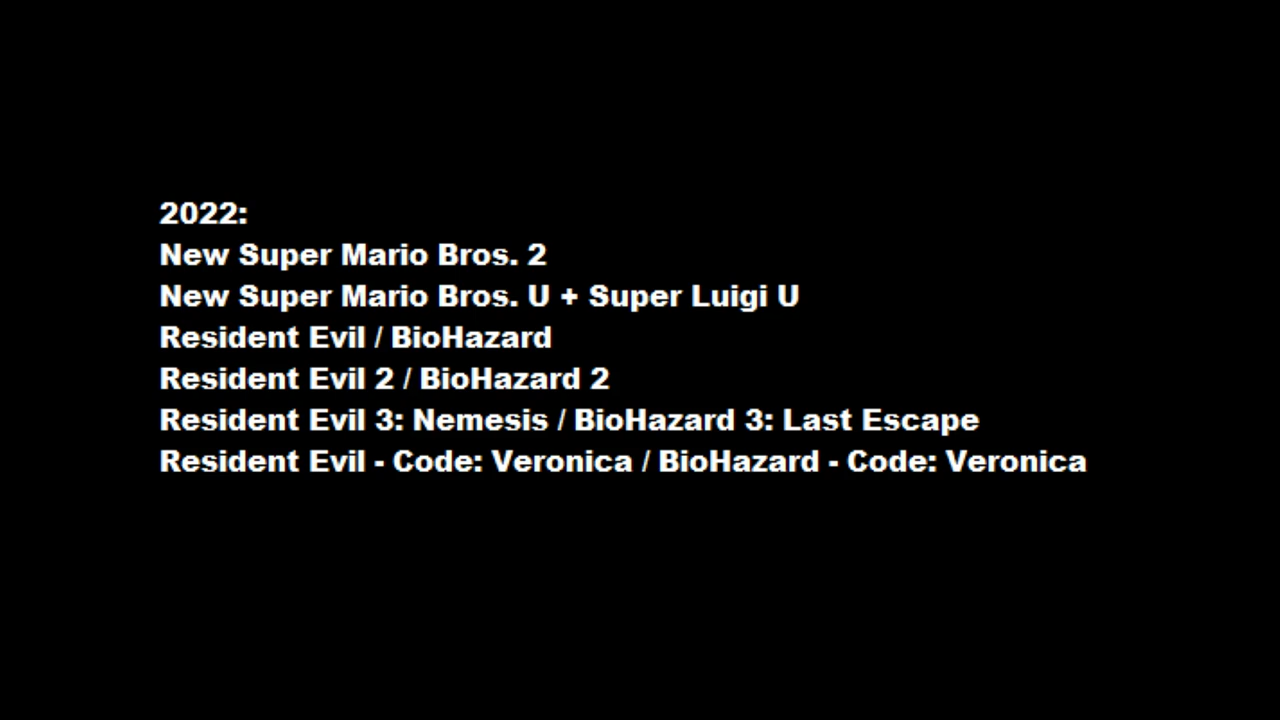 2022:
New Super Mario Bros. 2
New Super Mario Bros. U + Super Luigi U
Resident Evil / BioHazard
Resident Evil 2 / BioHazard 2
Resident Evil 3: Nemesis / BioHazard 3: Last Escape
Resident Evil - Code: Veronica / BioHazard - Code: Veronica